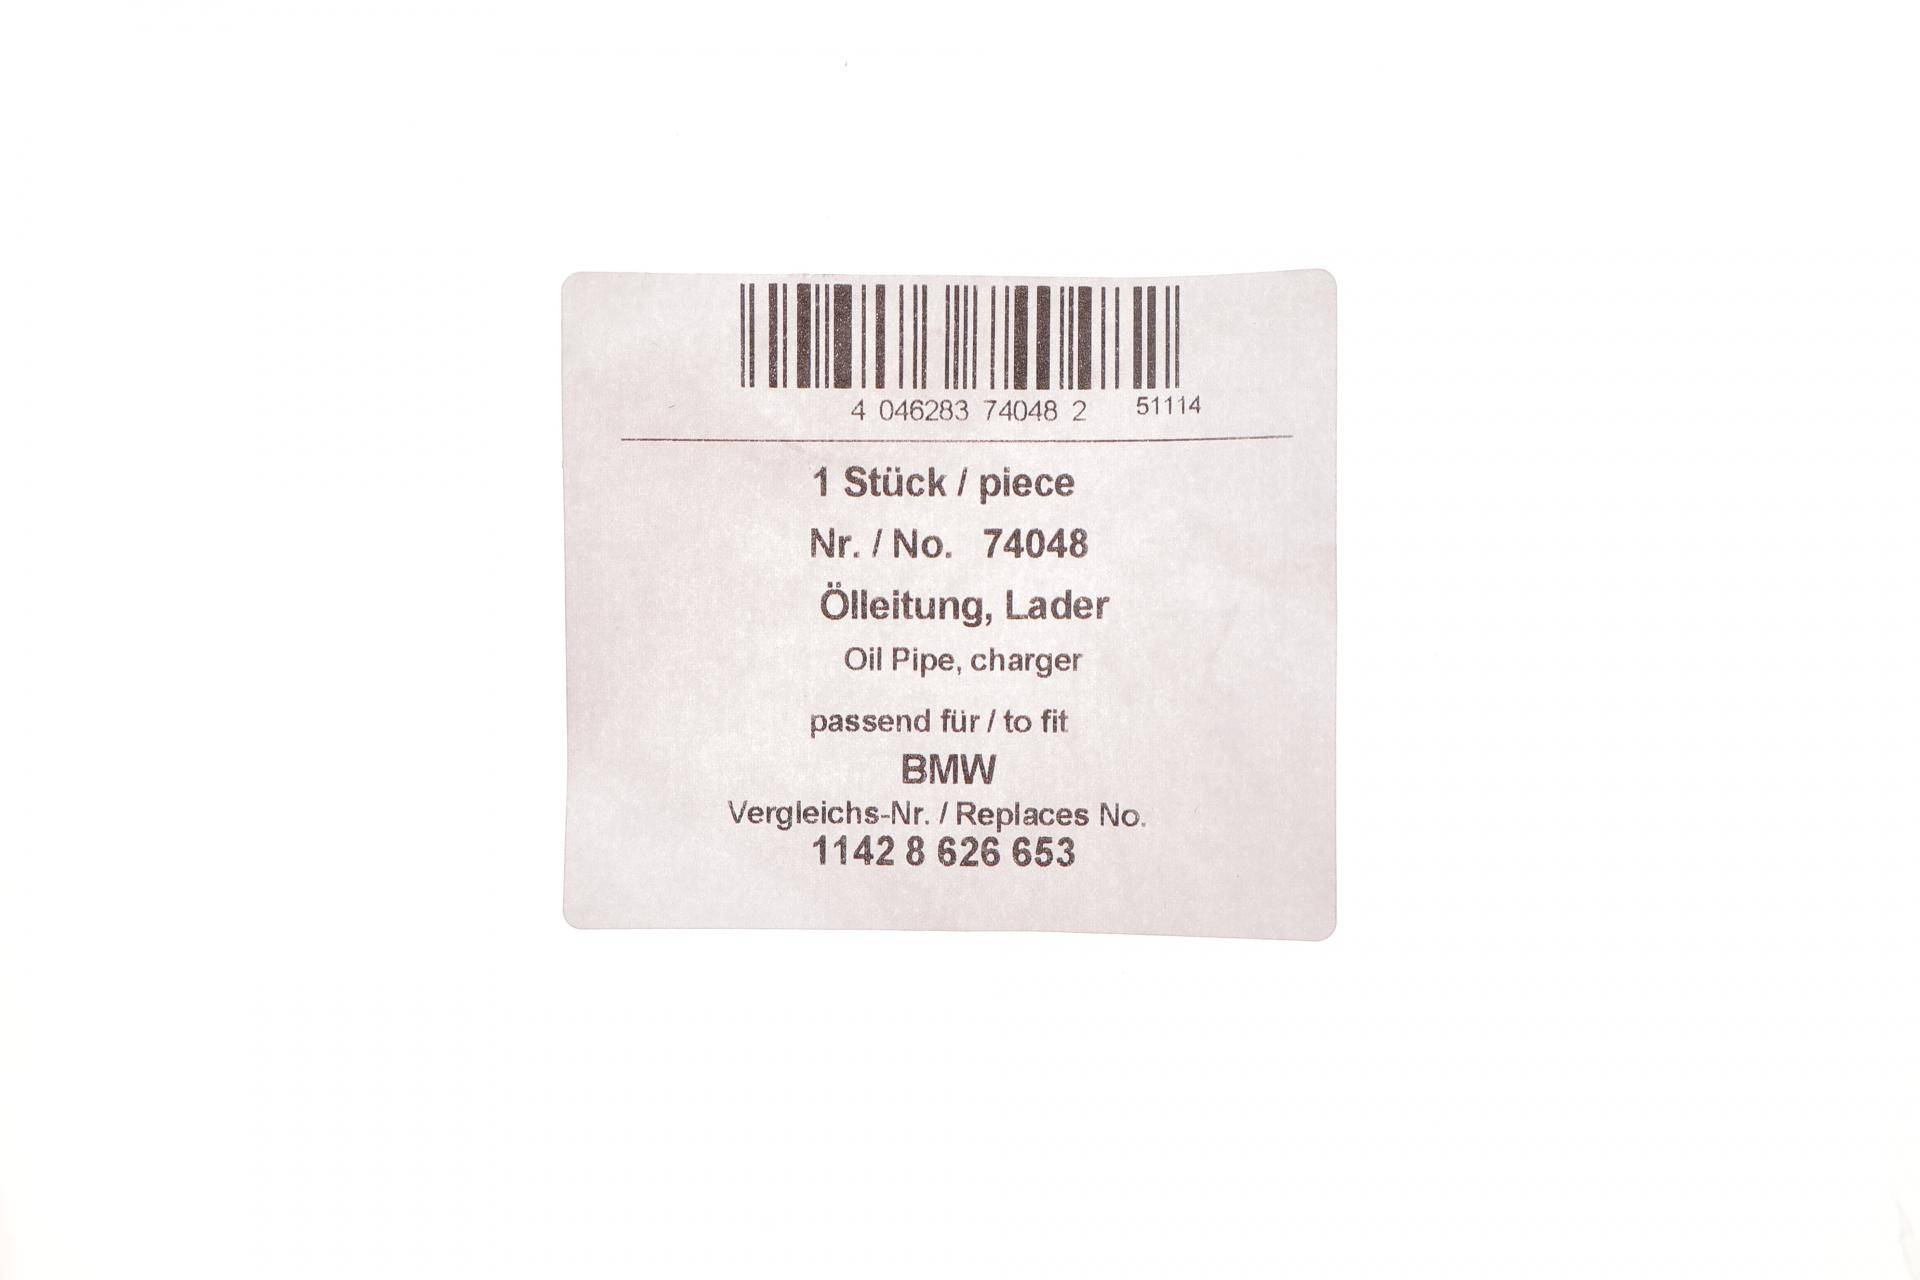 4 046283 74048 2 51114
1 Stück / piece
Nr. / No. 74048
Ölleitung, Lader
Oil Pipe, charger
passend für / to fit
BMW
Vergleichs-Nr. / Replaces No.
1142 8 626 653